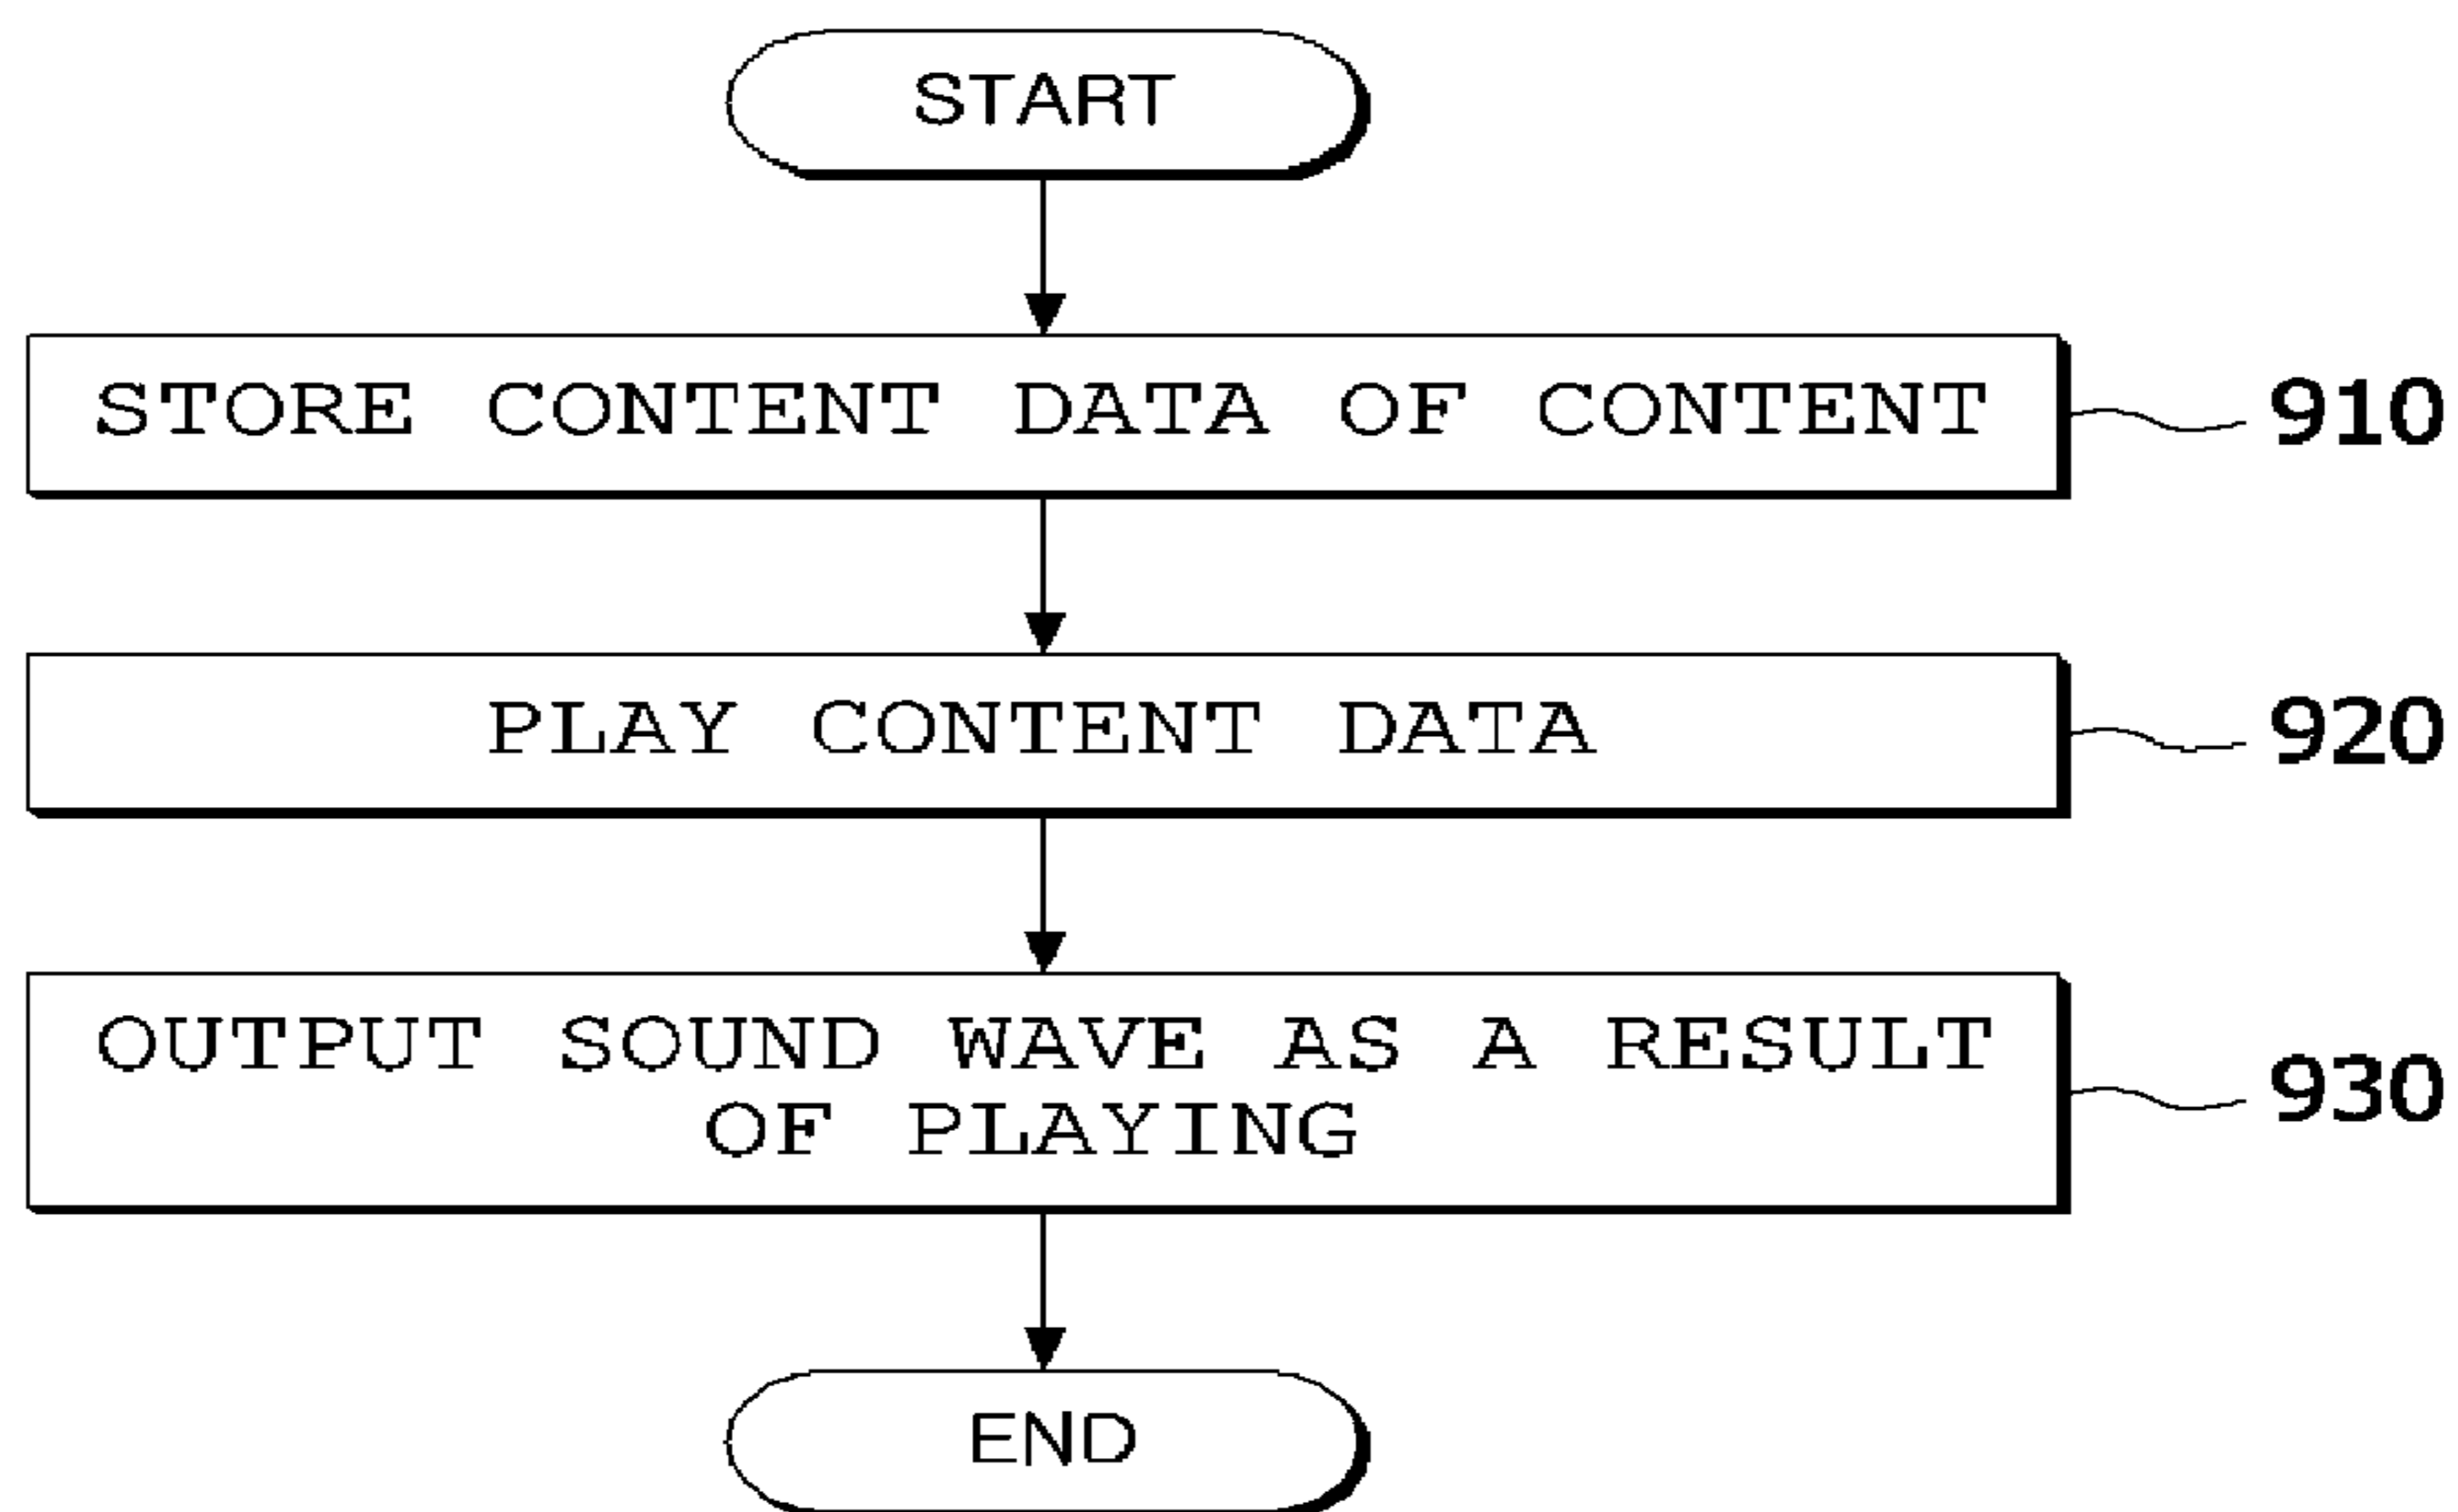 START
STORE CONTENT DATA OF CONTENT
910
PLAY CONTENT DATA
920
OUTPUT SOUND WAVE AS A RESULT
OF PLAYING
930
END